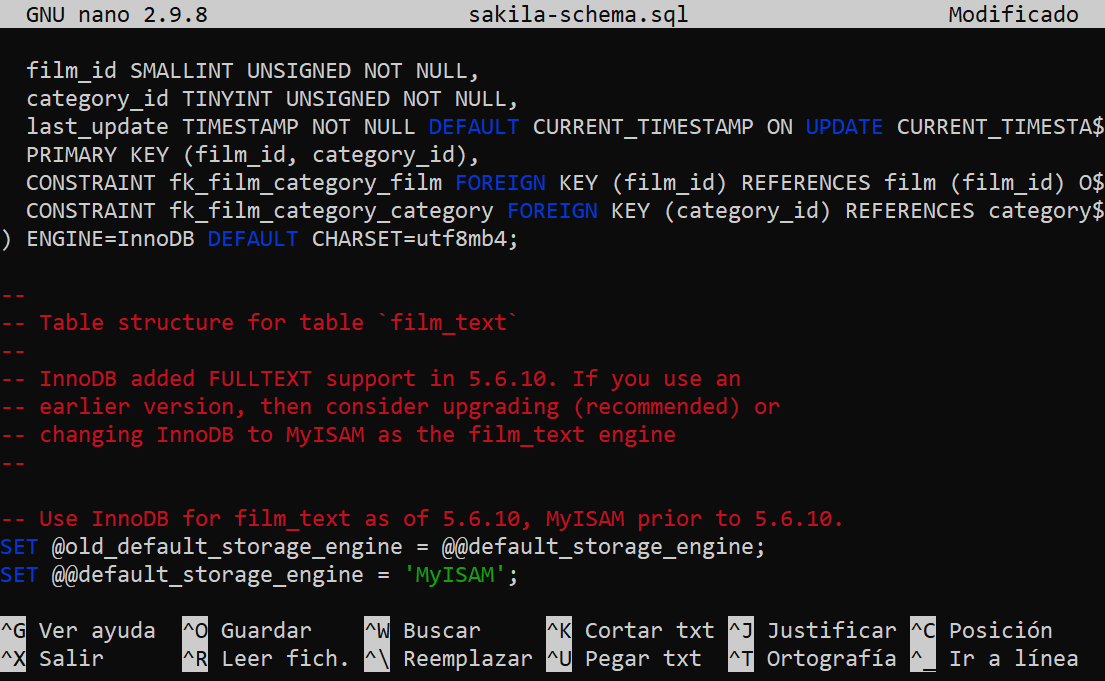 GNU nano 2.9.8 sakila-schema.sql Modificado
film_id SMALLINT UNSIGNED NOT NULL,
category_id TINYINT UNSIGNED NOT NULL,
last_update TIMESTAMP NOT NULL DEFAULT CURRENT_TIMESTAMP ON UPDATE CURRENT_TIMESTA$
PRIMARY KEY (film_id, category_id),
CONSTRAINT fk_film_category_film FOREIGN KEY (film_id) REFERENCES film (film_id) O$
CONSTRAINT fk_film_category_category FOREIGN KEY (category_id) REFERENCES category$
) ENGINE=InnoDB DEFAULT CHARSET=utf8mb4;
--
-- Table structure for table `film_text`
--
-- InnoDB added FULLTEXT support in 5.6.10. If you use an
-- earlier version, then consider upgrading (recommended) or
-- changing InnoDB to MyISAM as the film_text engine
--
-- Use InnoDB for film_text as of 5.6.10, MyISAM prior to 5.6.10.
SET @old_default_storage_engine = @@default_storage_engine;
SET @@default_storage_engine = 'MyISAM';
^G Ver ayuda ^O Guardar ^W Buscar ^K Cortar txt ^J Justificar ^C Posición
^X Salir ^R Leer fich. ^\ Reemplazar ^U Pegar txt ^T Ortografía ^_ Ir a línea